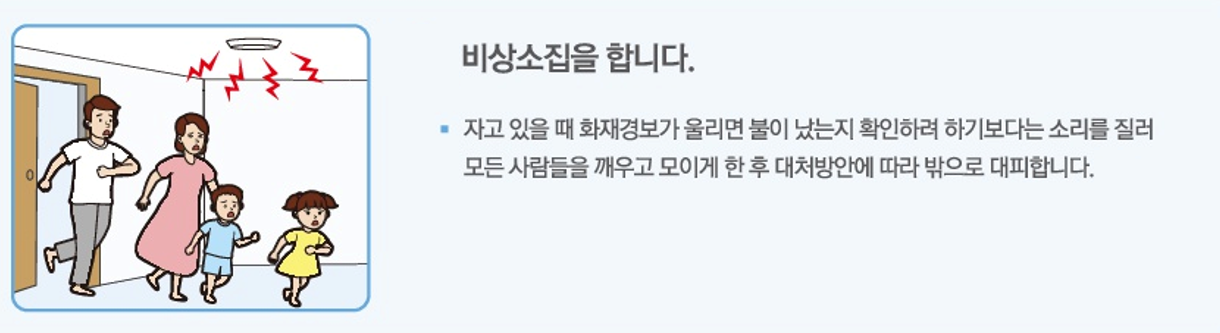 비상소집을 합니다.
자고 있을 때 화재경보가 울리면 불이 났는지 확인하려 하기보다는 소리를 질러
모든 사람들을 깨우고 모이게 한 후 대처방안에 따라 밖으로 대피합니다.